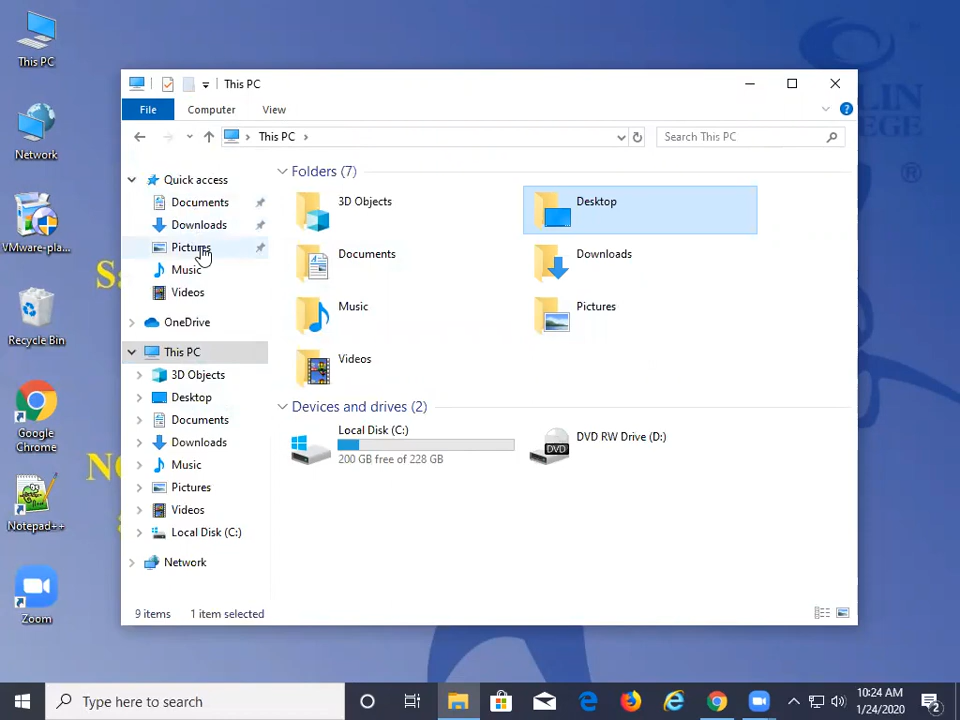 This PC
Network
VMware-pla...
Recycle Bin
Google
Chrome
Notepad++
Zoom
LIN
EGE
®
This PC
File
Computer
View
This PC
Search This PC
Quick access
Documents
Downloads
Pictures
Music
Videos
OneDrive
This PC
3D Objects
Desktop
Documents
Downloads
Music
Pictures
Videos
Local Disk (C:)
Network
Folders (7)
3D Objects
Desktop
Documents
Downloads
Music
Pictures
Videos
Devices and drives (2)
Local Disk (C:)
200 GB free of 228 GB
DVD
DVD RW Drive (D:)
9 items
1 item selected
Type here to search
10:24 AM
1/24/2020
2